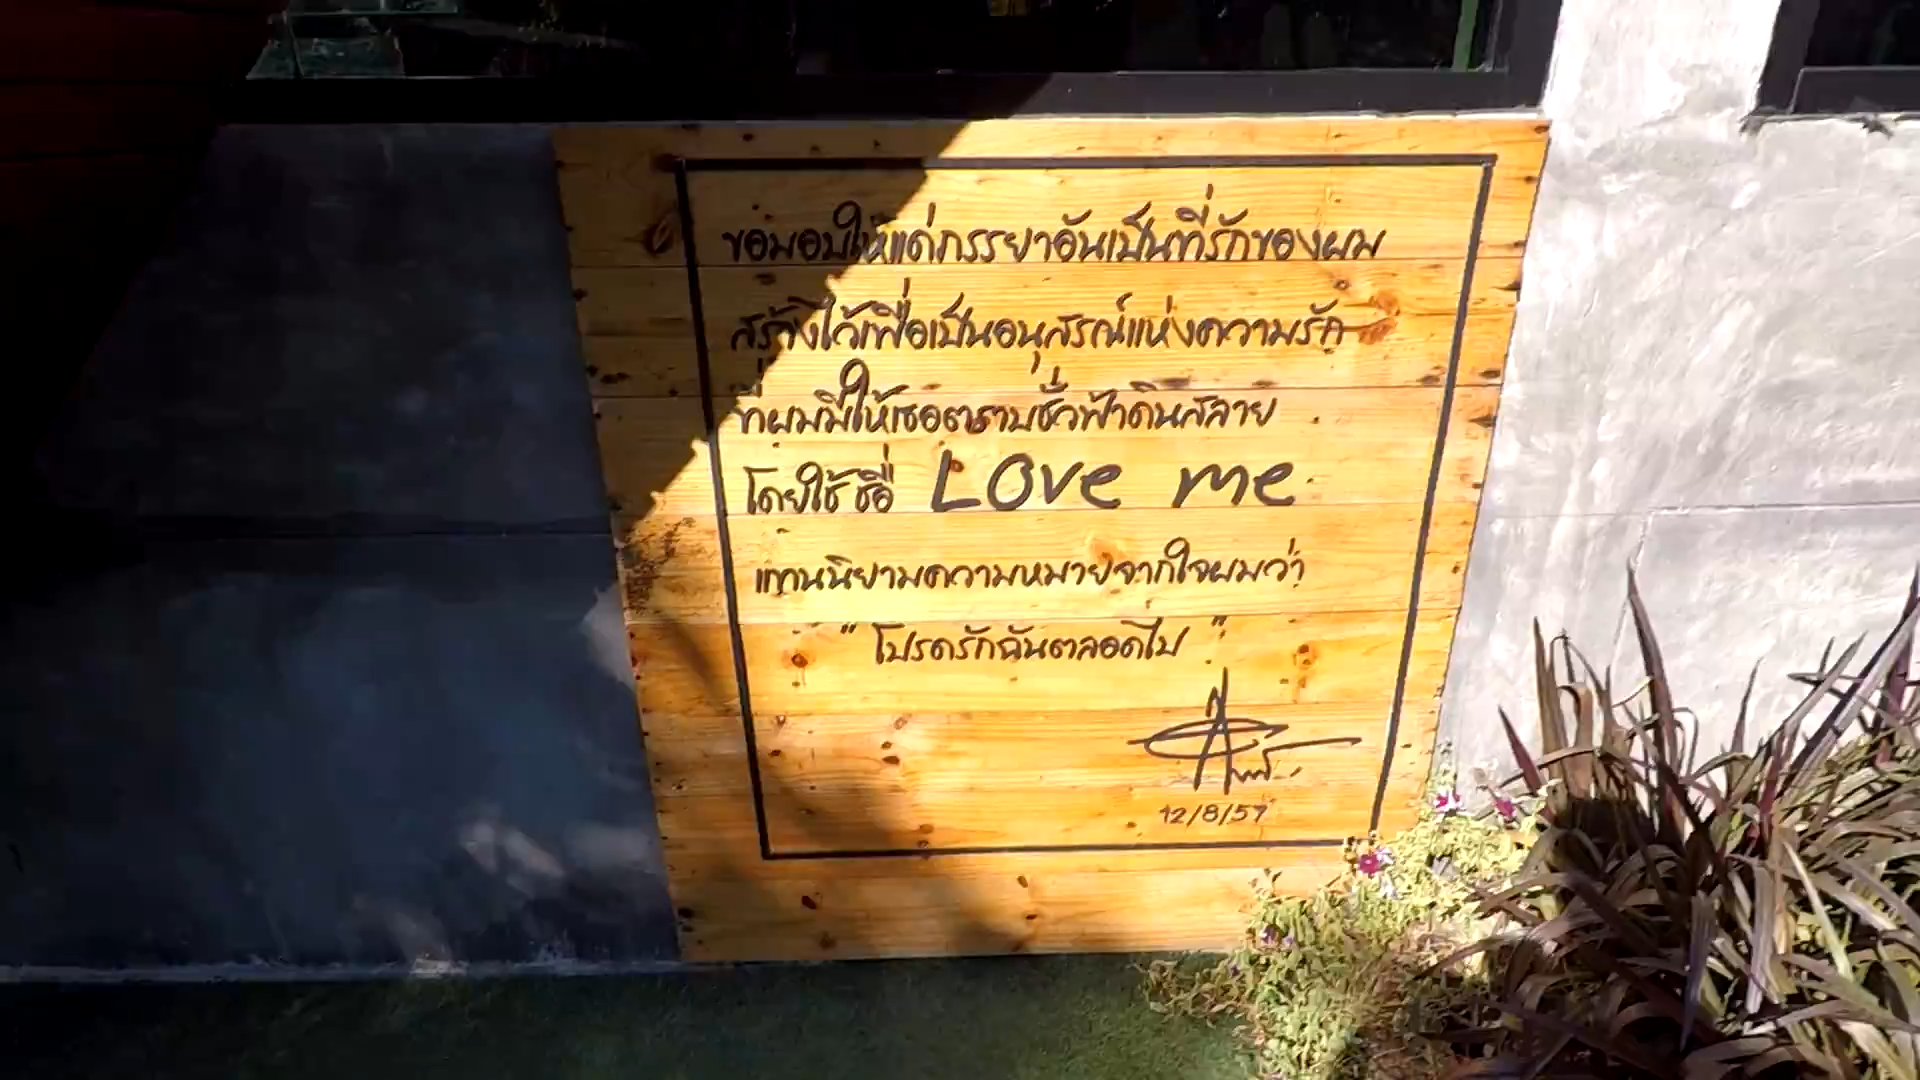 ขอมอบให้แด่ภรรยาอันเป็นที่รักของผม
สร้างไว้เพื่อเป็นอนุสรณ์แห่งความรัก
ที่ผมมีให้เธอตราบชั่วฟ้าดินสลาย
โดยใช้ชื่อ Love me
แทนนิยามความหมายจากใจผมว่า
"โปรดรักฉันตลอดไป"
12/8/57